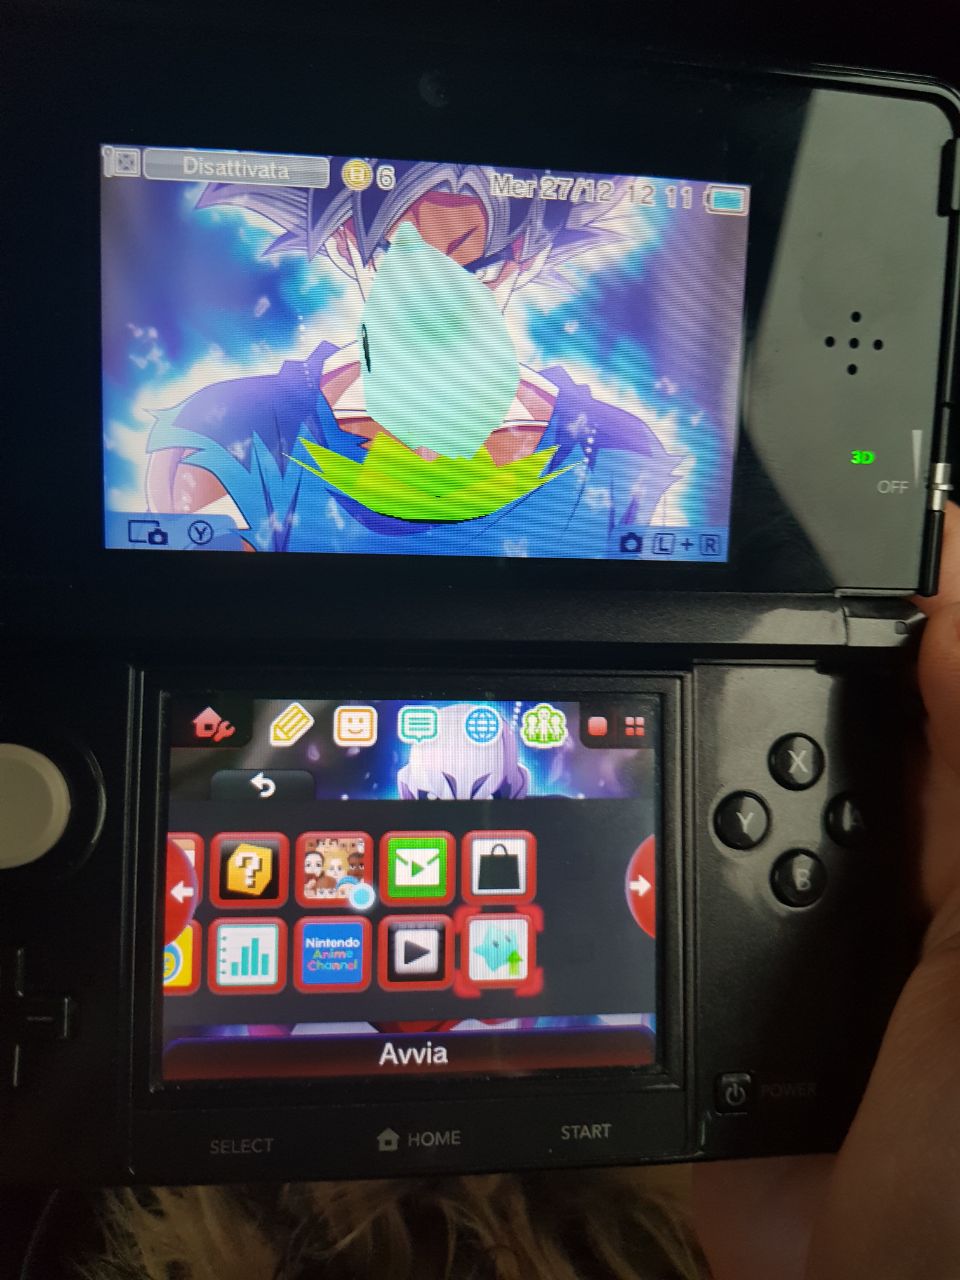 Disattivata
6
Mer 27/12 12 11
Y
L + R
3D
OFF
?
Nintendo
Anime
Channel
Avvia
X
Y
A
B
POWER
SELECT
HOME
START